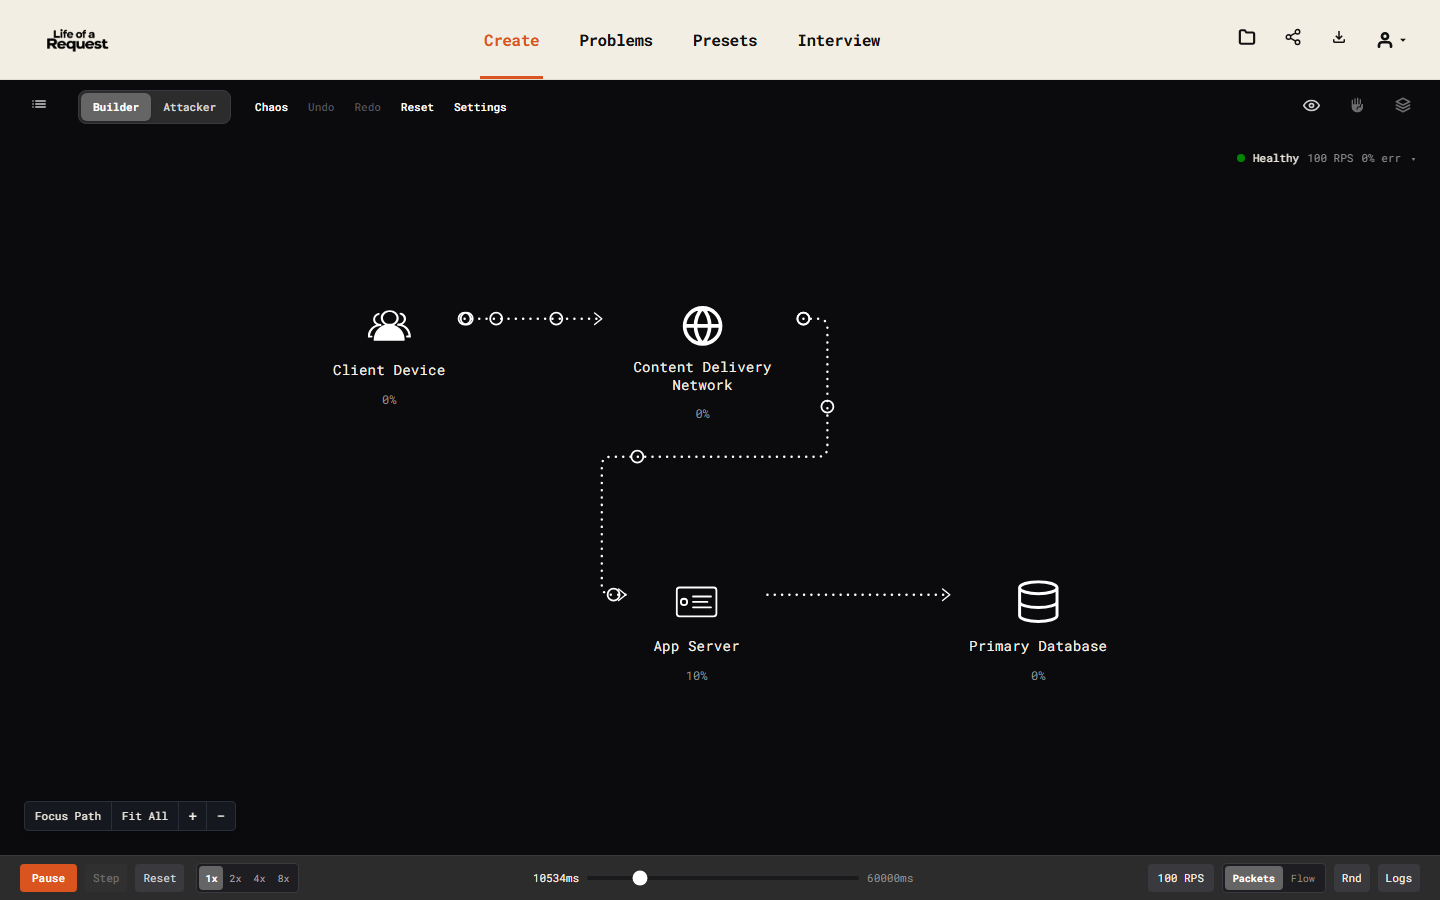 Life of a
Request
Create
Problems
Presets
Interview
Builder
Attacker
Chaos
Undo
Redo
Reset
Settings
Healthy 100 RPS 0% err
Client Device
0%
Content Delivery
Network
0%
App Server
10%
Primary Database
0%
Focus Path
Fit All
+
−
Pause
Step
Reset
1x
2x
4x
8x
10534ms
60000ms
100 RPS
Packets
Flow
Rnd
Logs